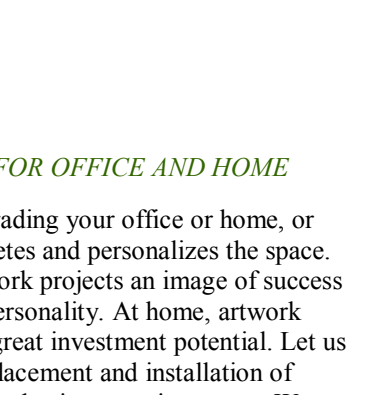 FOR OFFICE AND HOME
rading your office or home, or
etes and personalizes the space.
ork projects an image of success
ersonality. At home, artwork
great investment potential. Let us
lacement and installation of